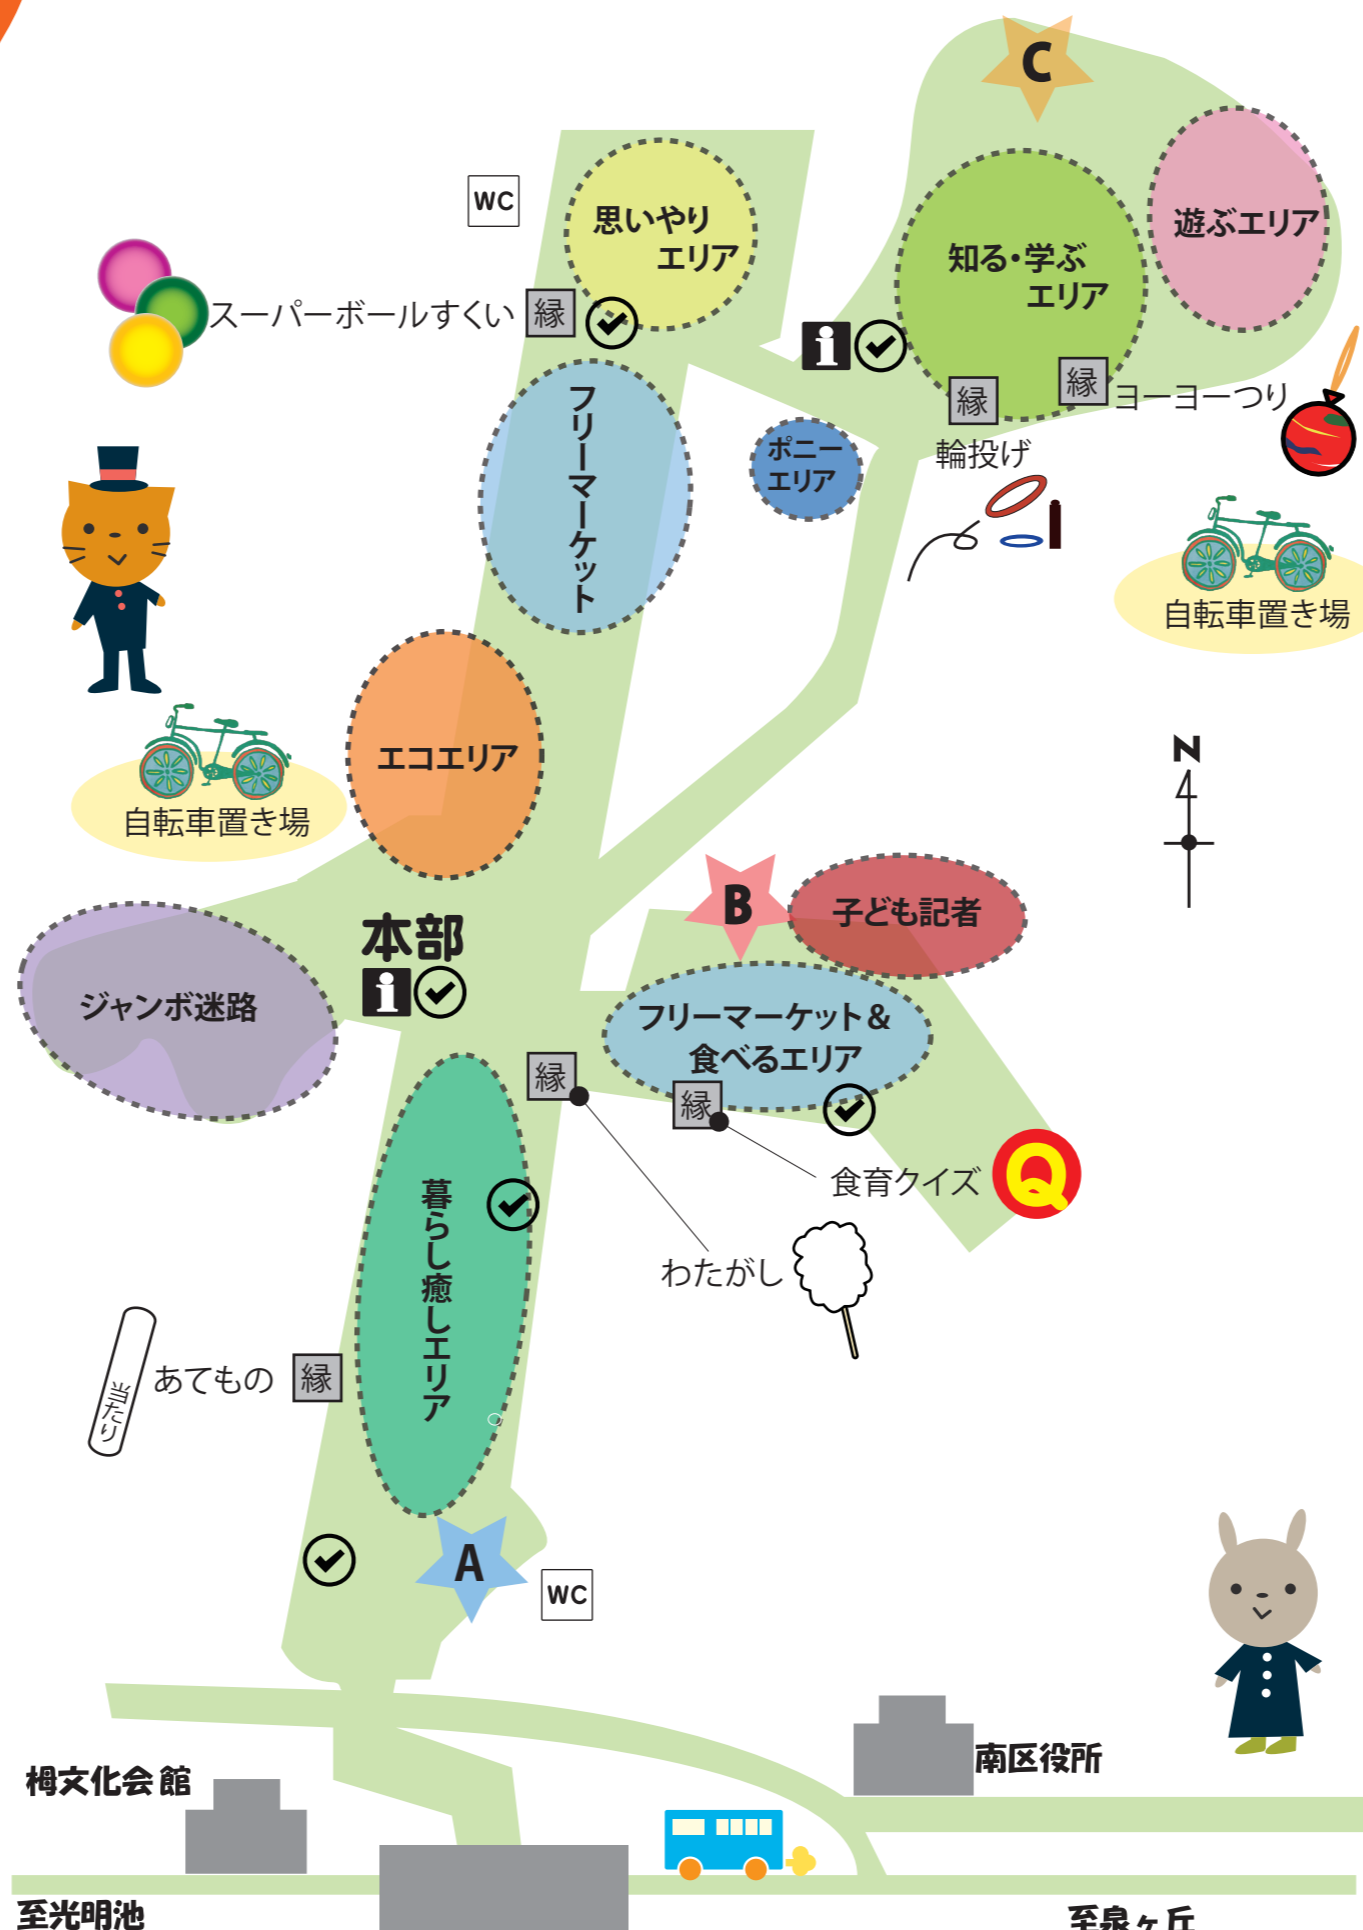 C
WC
思いやり
エリア
遊ぶエリア
知る・学ぶ
エリア
スーパーボールすくい
縁
縁
縁
ヨーヨーつり
輪投げ
フリーマーケット
ポニー
エリア
自転車置き場
エコエリア
自転車置き場
N
本部
B
子ども記者
ジャンボ迷路
フリーマーケット&
食べるエリア
縁
縁
食育クイズ
Q
わたがし
暮らし癒しエリア
当たり
あてもの
縁
A
WC
南区役所
栂文化会館
至光明池
至泉ヶ丘